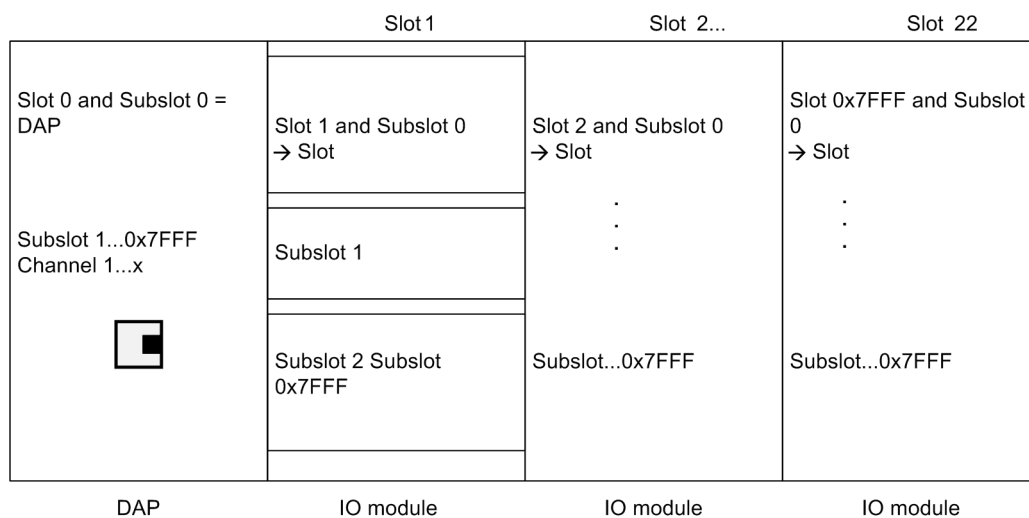 Slot 1
Slot 2...
Slot 22
Slot 0 and Subslot 0 =
DAP
Subslot 1...0x7FFF
Channel 1...x
Slot 1 and Subslot 0
→ Slot
Subslot 1
Subslot 2 Subslot
0x7FFF
Slot 2 and Subslot 0
→ Slot
.
.
.
Subslot...0x7FFF
Slot 0x7FFF and Subslot
0
→ Slot
.
.
.
Subslot...0x7FFF
DAP
IO module
IO module
IO module